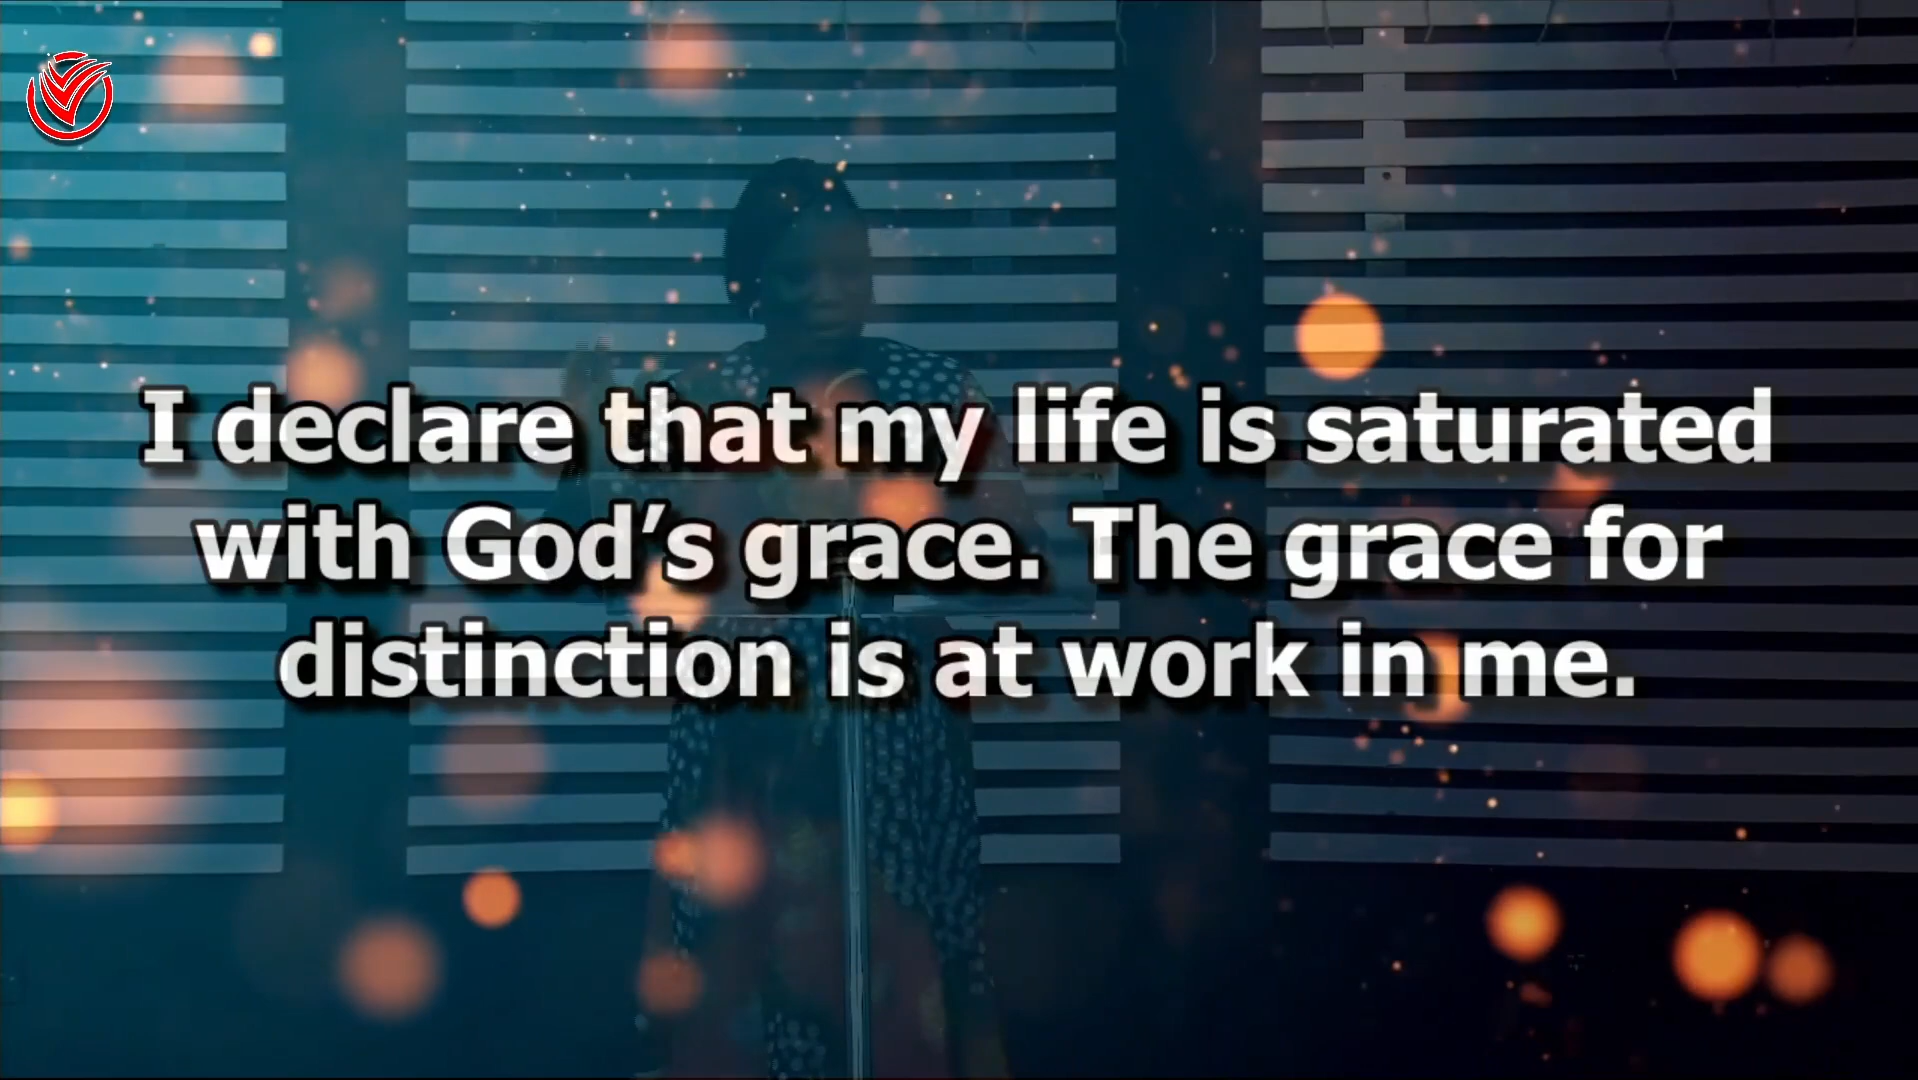 I declare that my life is saturated
with God’s grace. The grace for
distinction is at work in me.